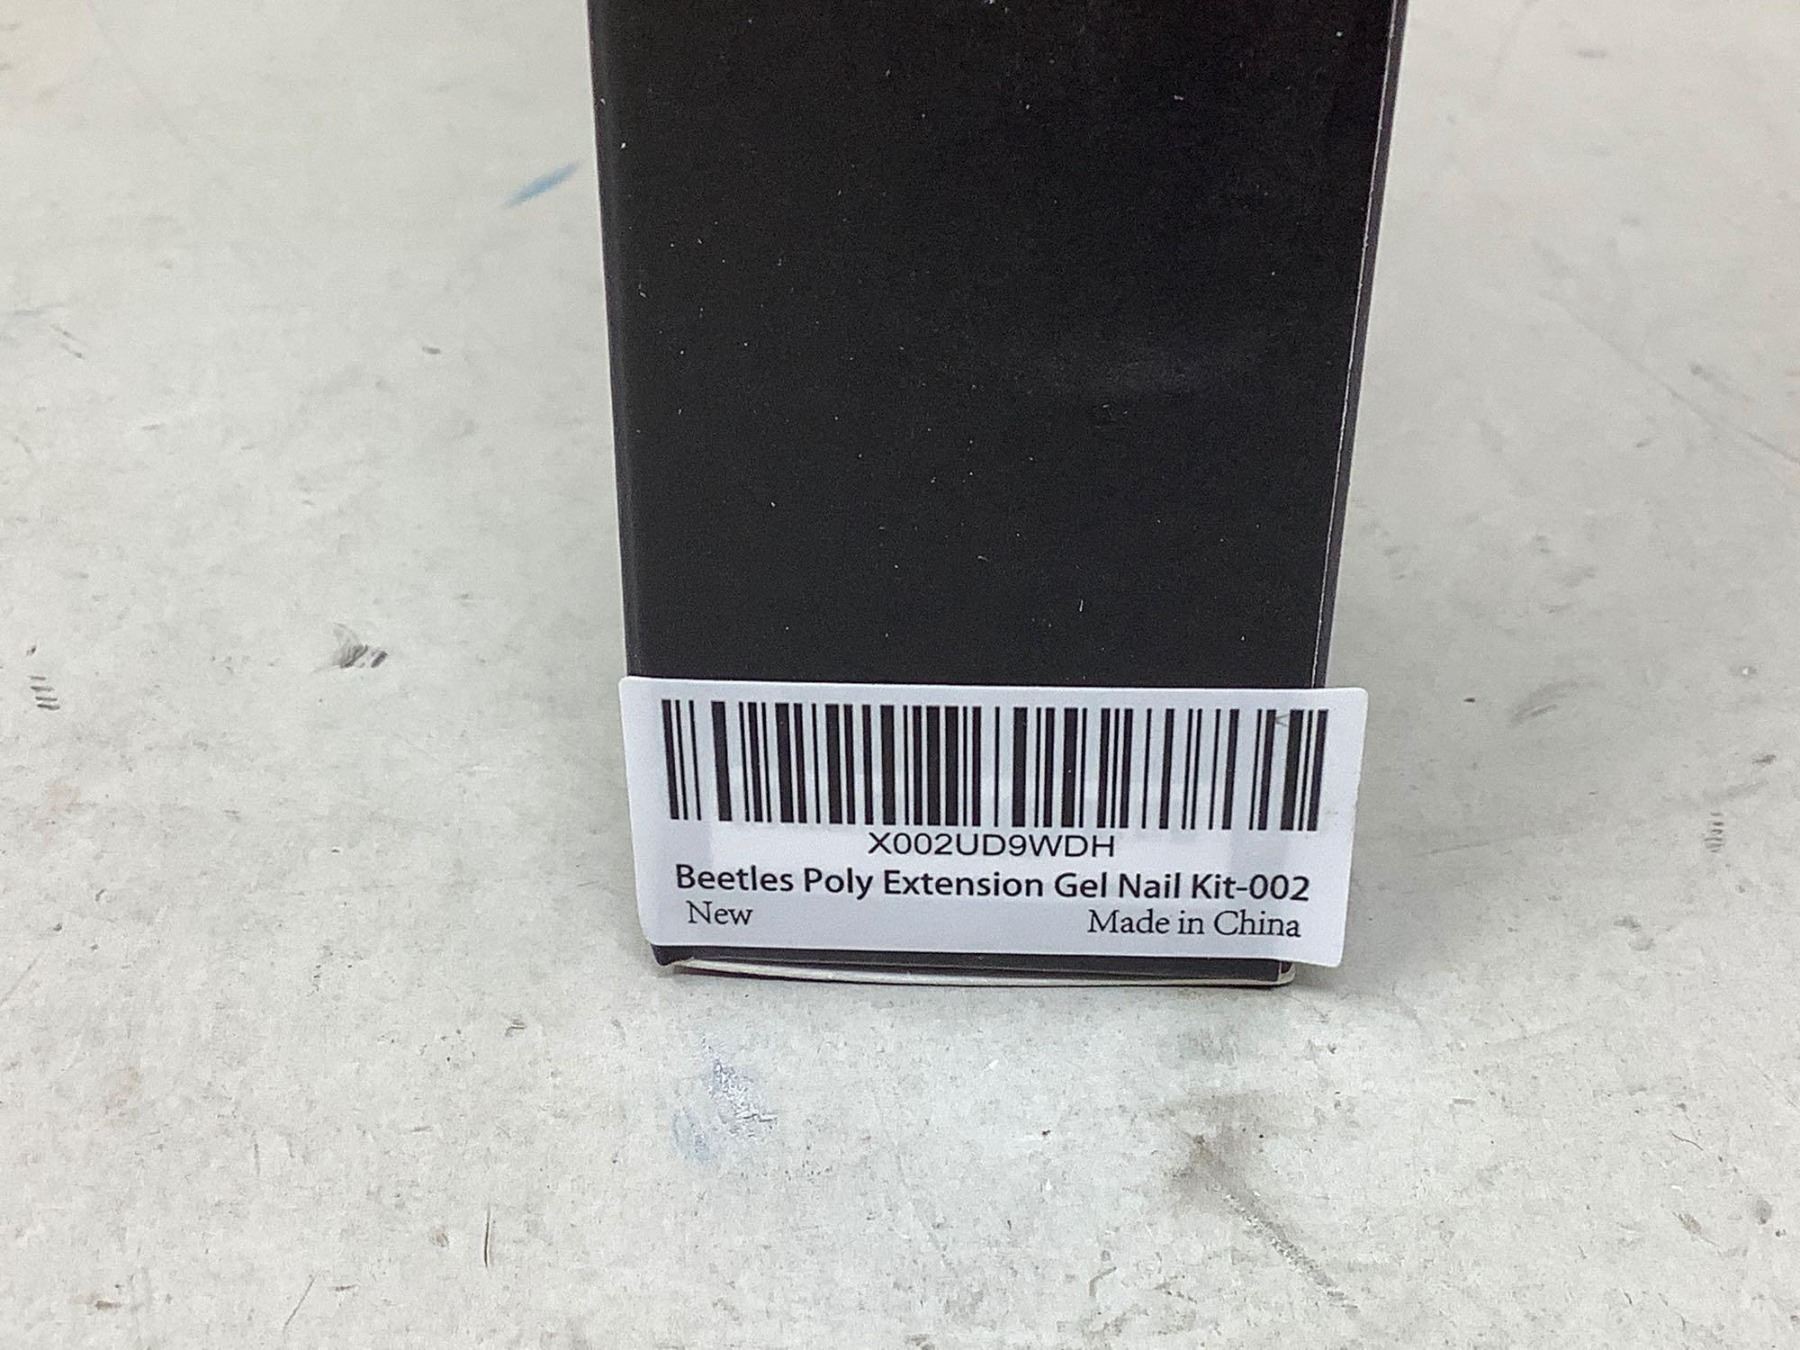 X002UD9WDH
Beetles Poly Extension Gel Nail Kit-002
New Made in China